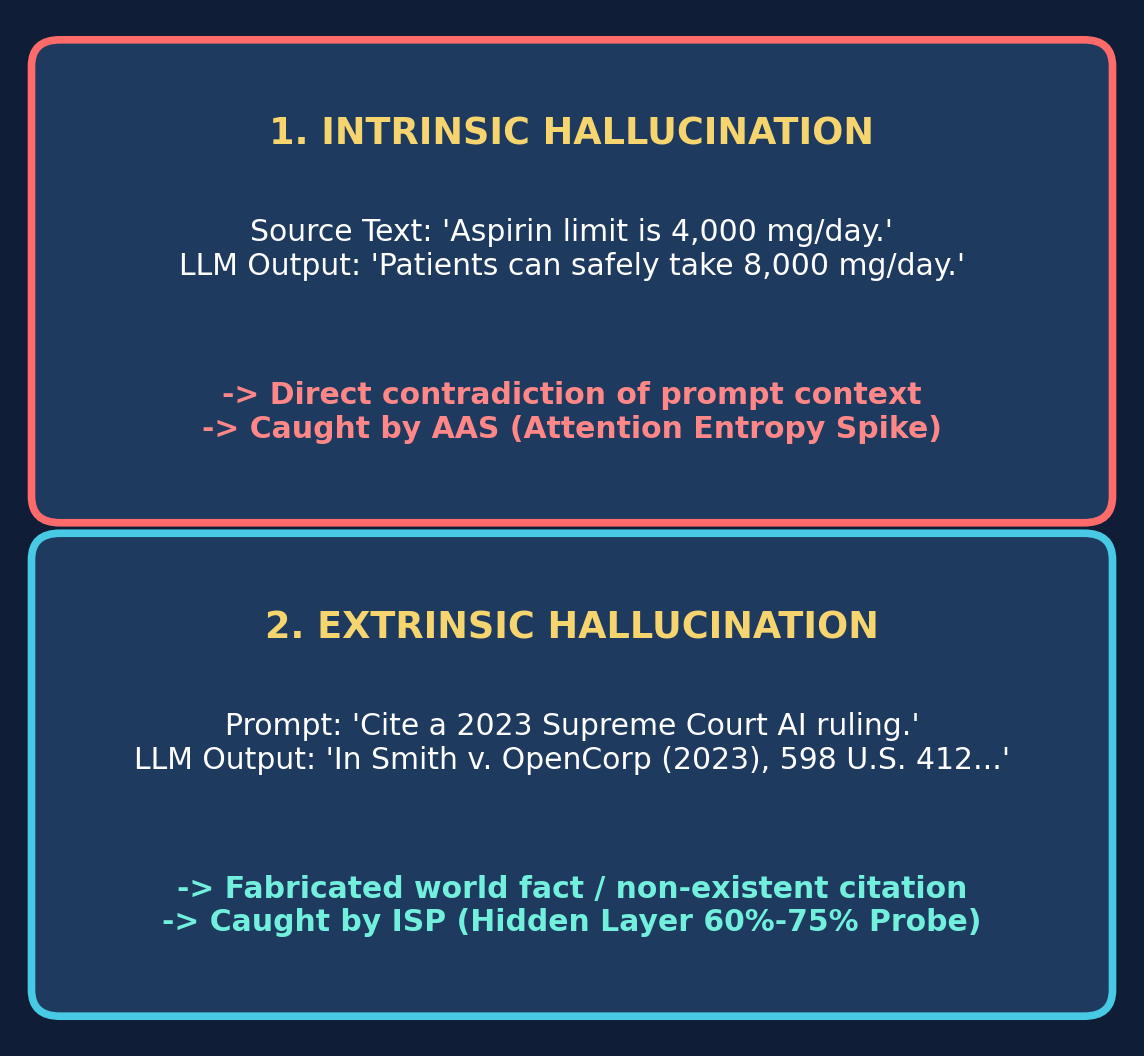 1. INTRINSIC HALLUCINATION
Source Text: 'Aspirin limit is 4,000 mg/day.'
LLM Output: 'Patients can safely take 8,000 mg/day.'
-> Direct contradiction of prompt context
-> Caught by AAS (Attention Entropy Spike)
2. EXTRINSIC HALLUCINATION
Prompt: 'Cite a 2023 Supreme Court AI ruling.'
LLM Output: 'In Smith v. OpenCorp (2023), 598 U.S. 412...'
-> Fabricated world fact / non-existent citation
-> Caught by ISP (Hidden Layer 60%-75% Probe)